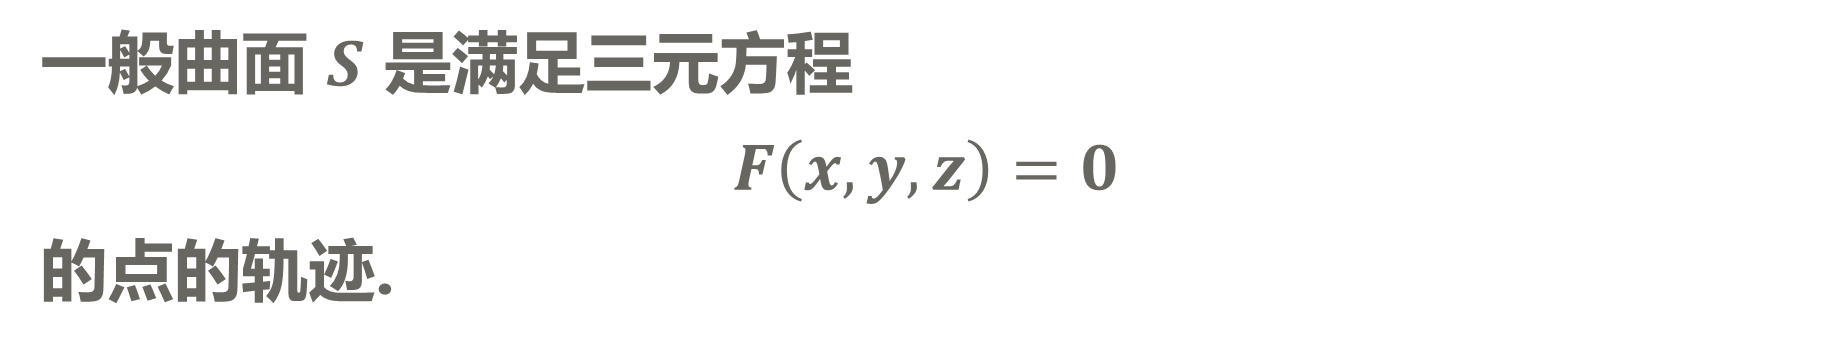 一般曲面 S 是满足三元方程
F(x, y, z) = 0
的点的轨迹.